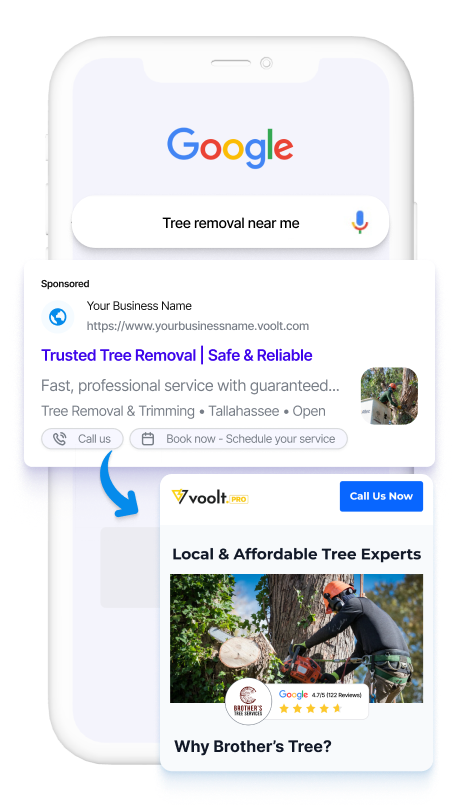 Google
Tree removal near me
Sponsored
Your Business Name
https://www.yourbusinessname.voolt.com
Trusted Tree Removal | Safe & Reliable
Fast, professional service with guaranteed...
Tree Removal & Trimming • Tallahassee • Open
Call us
Book now - Schedule your service
voolt PRO
Call Us Now
Local & Affordable Tree Experts
Google 4.7/5 (122 Reviews)
BROTHER'S
TREE SERVICES
Why Brother's Tree?